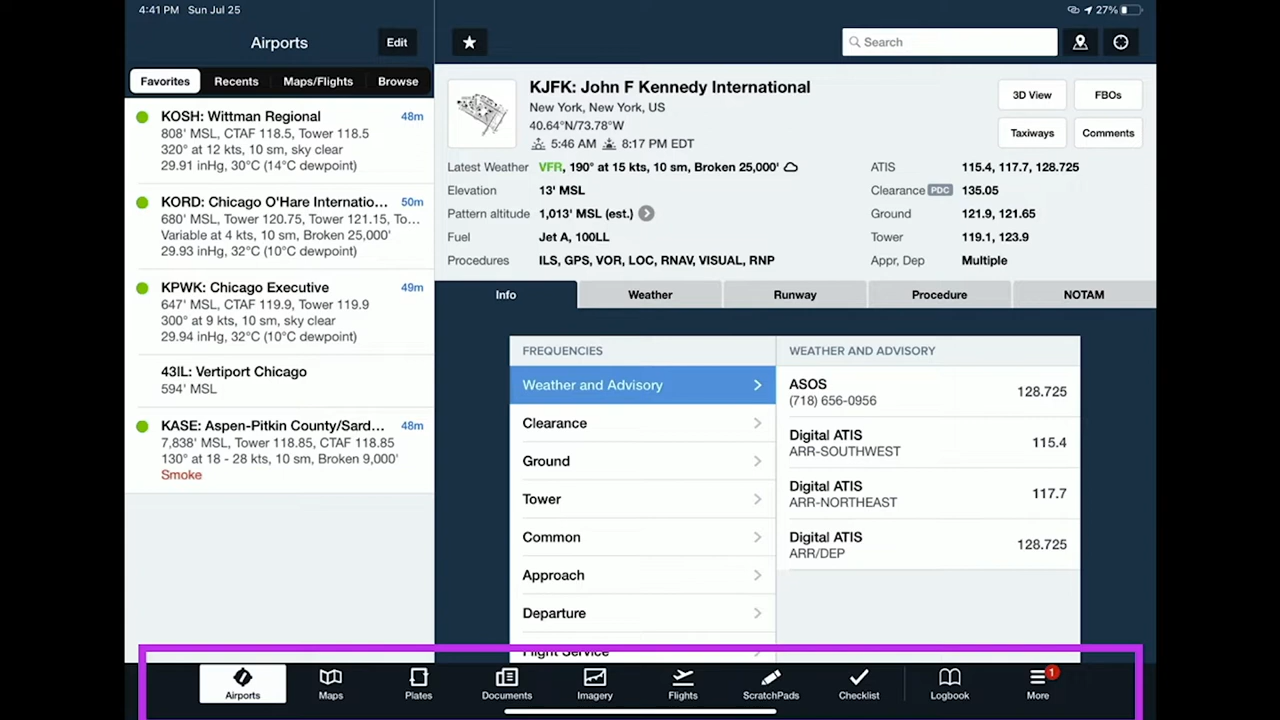 4:41 PM Sun Jul 25
27%
Airports
Edit
Search
Favorites Recents Maps/Flights Browse
KOSH: Wittman Regional 48m
808' MSL, CTAF 118.5, Tower 118.5
320° at 12 kts, 10 sm, sky clear
29.91 inHg, 30°C (14°C dewpoint)
KORD: Chicago O'Hare Internatio... 50m
680' MSL, Tower 120.75, Tower 121.15, To...
Variable at 4 kts, 10 sm, Broken 25,000'
29.93 inHg, 32°C (10°C dewpoint)
KPWK: Chicago Executive 49m
647' MSL, CTAF 119.9, Tower 119.9
300° at 9 kts, 10 sm, sky clear
29.94 inHg, 32°C (10°C dewpoint)
43IL: Vertiport Chicago
594' MSL
KASE: Aspen-Pitkin County/Sard... 48m
7,838' MSL, Tower 118.85, CTAF 118.85
130° at 18 - 28 kts, 10 sm, Broken 9,000'
Smoke
KJFK: John F Kennedy International
New York, New York, US
40.64°N/73.78°W
5:46 AM 8:17 PM EDT
3D View FBOs
Taxiways Comments
Latest Weather VFR, 190° at 15 kts, 10 sm, Broken 25,000'
Elevation 13' MSL
Pattern altitude 1,013' MSL (est.)
Fuel Jet A, 100LL
Procedures ILS, GPS, VOR, LOC, RNAV, VISUAL, RNP
ATIS 115.4, 117.7, 128.725
Clearance PDC 135.05
Ground 121.9, 121.65
Tower 119.1, 123.9
Appr, Dep Multiple
Info Weather Runway Procedure NOTAM
FREQUENCIES
Weather and Advisory
Clearance
Ground
Tower
Common
Approach
Departure
Flight Service
WEATHER AND ADVISORY
ASOS 128.725
(718) 656-0956
Digital ATIS 115.4
ARR-SOUTHWEST
Digital ATIS 117.7
ARR-NORTHEAST
Digital ATIS 128.725
ARR/DEP
1
Airports Maps Plates Documents Imagery Flights ScratchPads Checklist Logbook More